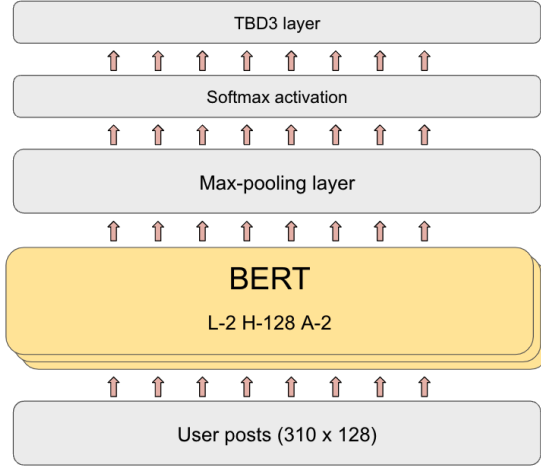 TBD3 layer
Softmax activation
Max-pooling layer
BERT
L-2 H-128 A-2
User posts (310 x 128)